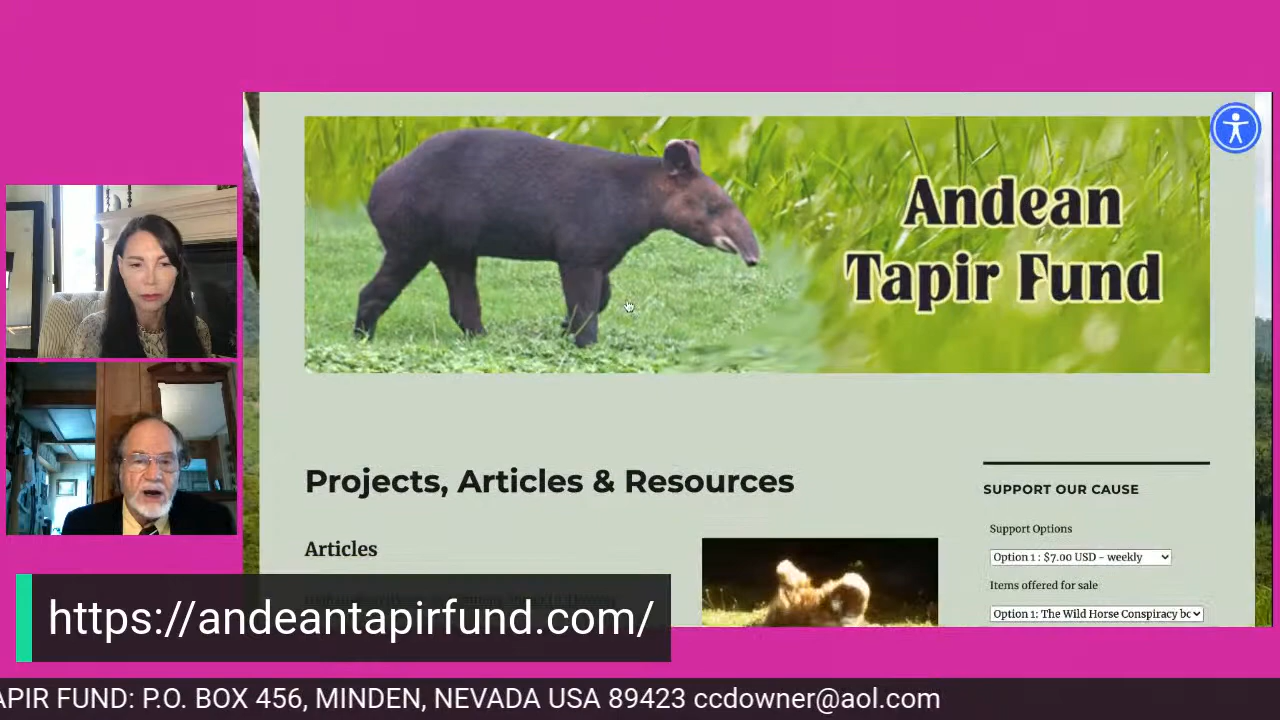 Andean
Tapir Fund
Projects, Articles & Resources
SUPPORT OUR CAUSE
Articles
Support Options
Option 1 : $7.00 USD - weekly
Items offered for sale
Option 1: The Wild Horse Conspiracy bc
https://andeantapirfund.com/
APIR FUND: P.O. BOX 456, MINDEN, NEVADA USA 89423 ccdowner@aol.com